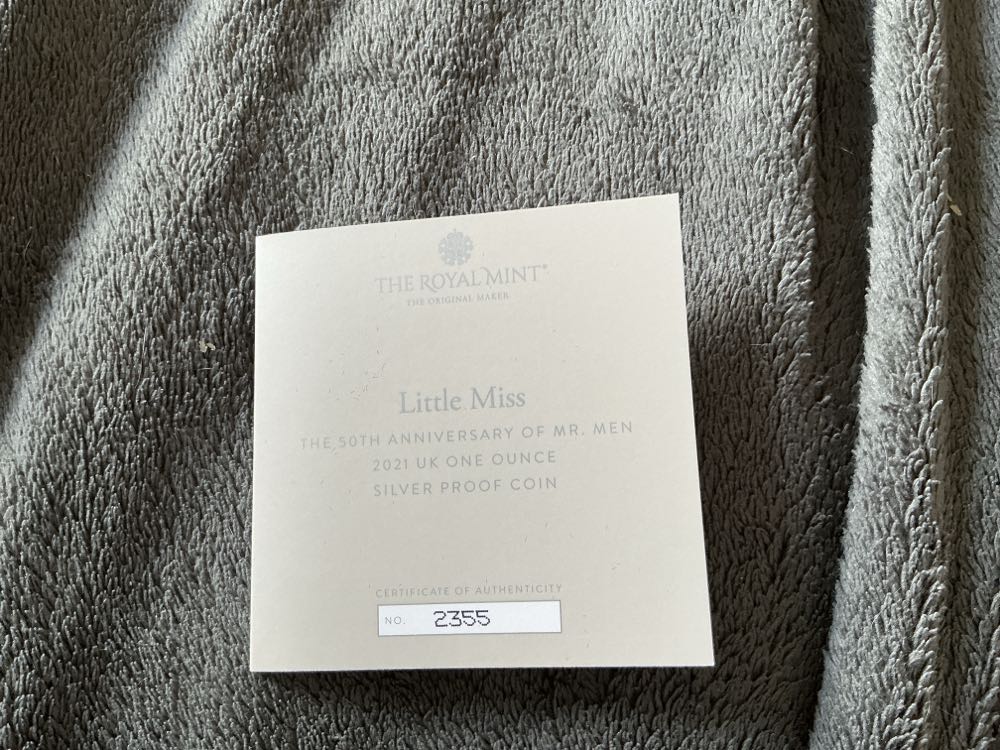 THE ROYAL MINT®
THE ORIGINAL MAKER
Little Miss
THE 50TH ANNIVERSARY OF MR. MEN
2021 UK ONE OUNCE
SILVER PROOF COIN
CERTIFICATE OF AUTHENTICITY
NO. 2355